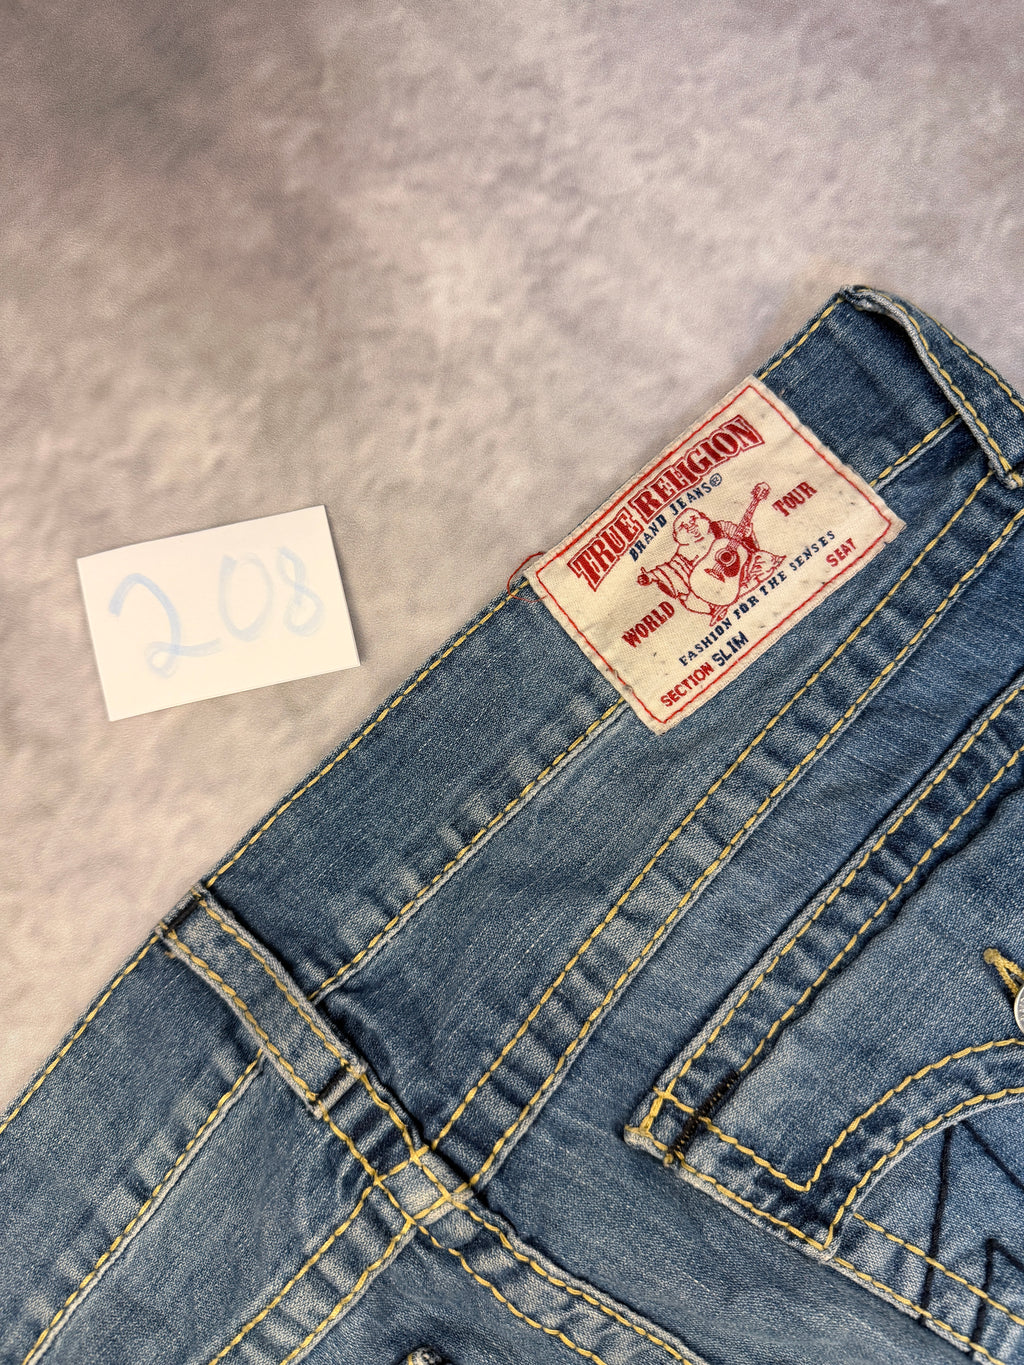 208
TRUE RELIGION
BRAND JEANS®
WORLD TOUR
FASHION FOR THE SENSES
SECTION SLIM SEAT